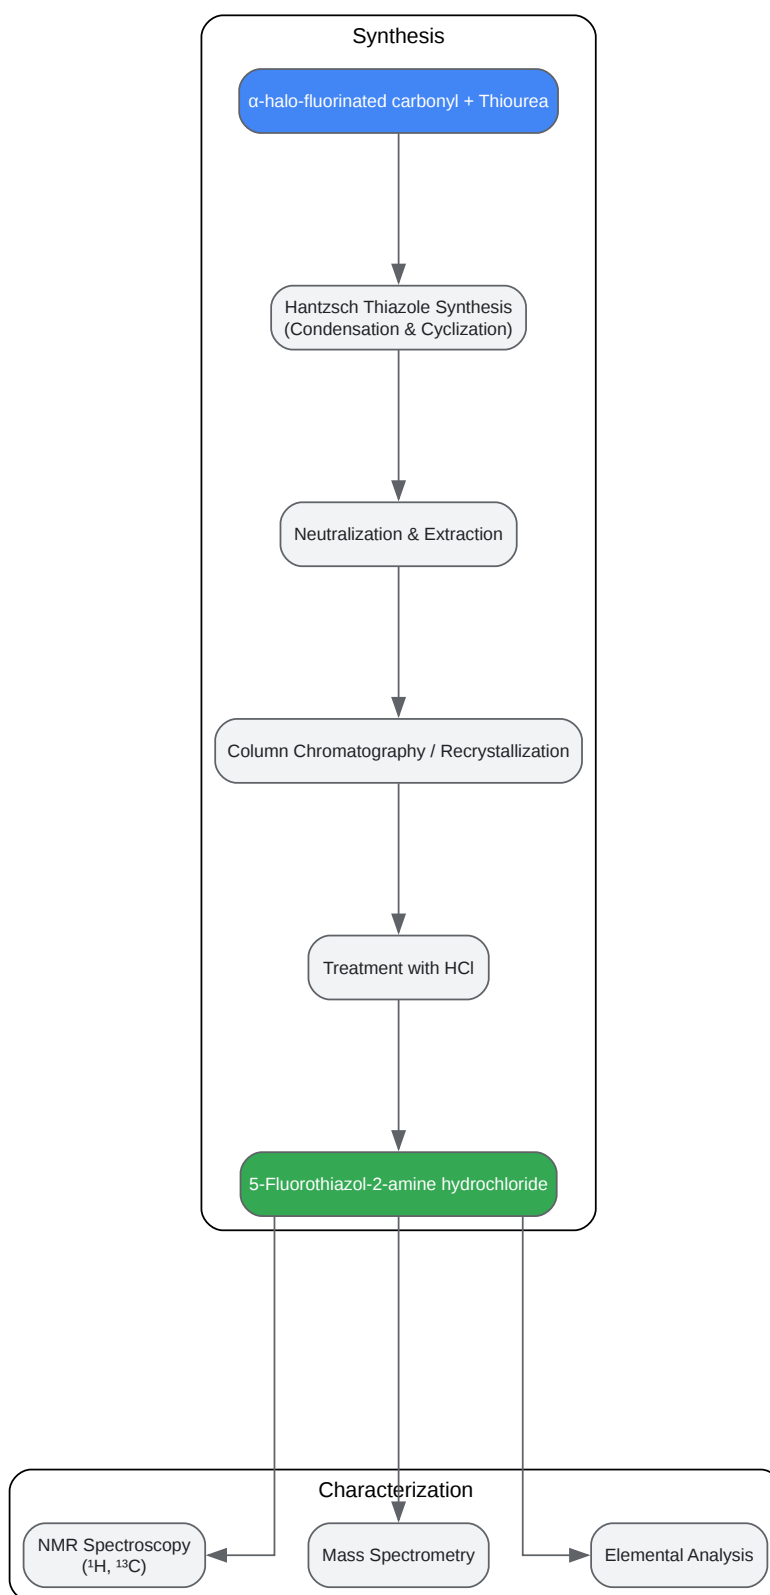 Synthesis
α-halo-fluorinated carbonyl + Thiourea
Hantzsch Thiazole Synthesis
(Condensation & Cyclization)
Neutralization & Extraction
Column Chromatography / Recrystallization
Treatment with HCl
5-Fluorothiazol-2-amine hydrochloride
Characterization
NMR Spectroscopy
(¹H, ¹³C)
Mass Spectrometry
Elemental Analysis